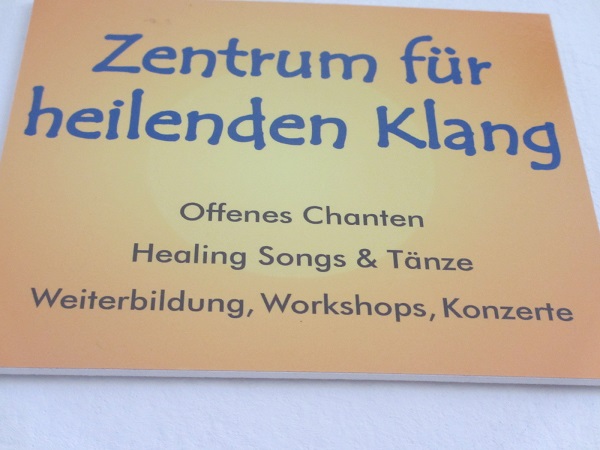 Zentrum für
heilenden Klang
Offenes Chanten
Healing Songs & Tänze
Weiterbildung, Workshops, Konzerte